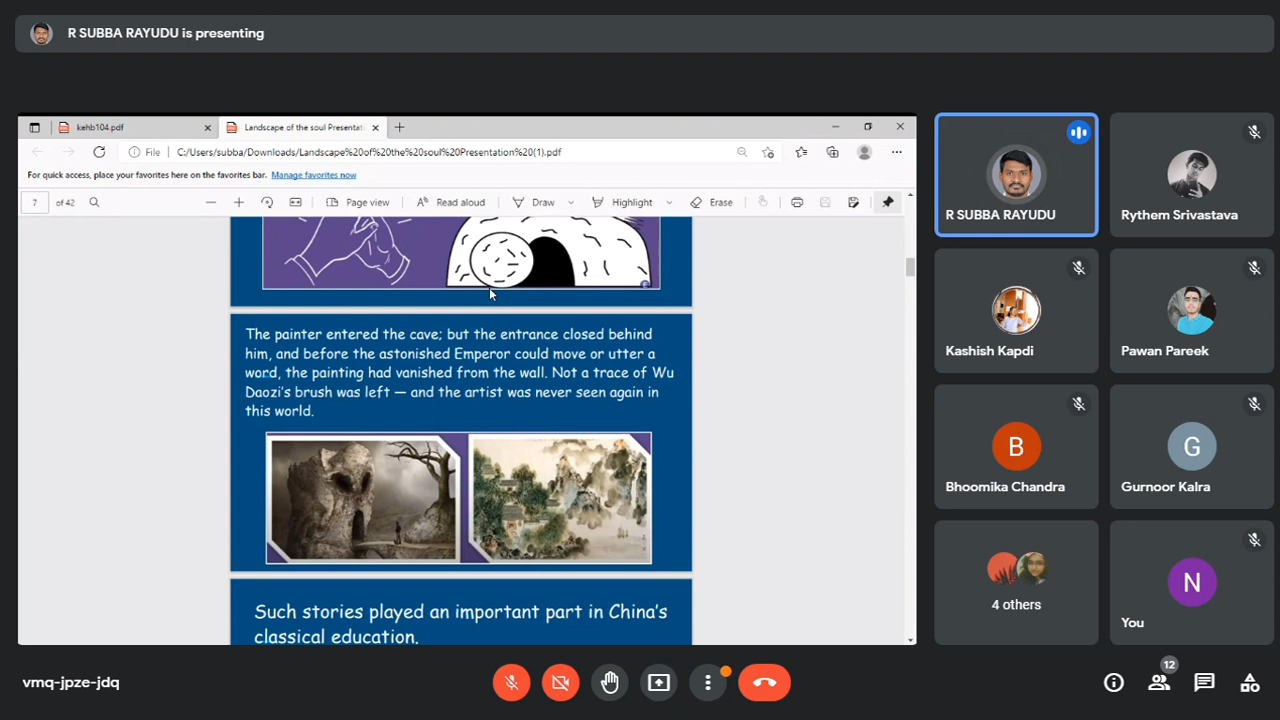 R SUBBA RAYUDU is presenting
kehb104.pdf
Landscape of the soul Presentati
File
C:/Users/subba/Downloads/Landscape%20of%20the%20soul%20Presentation%20(1).pdf
For quick access, place your favorites here on the favorites bar. Manage favorites now
7 of 42
Page view
Read aloud
Draw
Highlight
Erase
The painter entered the cave; but the entrance closed behind
him, and before the astonished Emperor could move or utter a
word, the painting had vanished from the wall. Not a trace of Wu
Daozi's brush was left — and the artist was never seen again in
this world.
Such stories played an important part in China's
classical education.
R SUBBA RAYUDU
Rythem Srivastava
Kashish Kapdi
Pawan Pareek
B
Bhoomika Chandra
G
Gurnoor Kalra
4 others
N
You
vmq-jpze-jdq
12